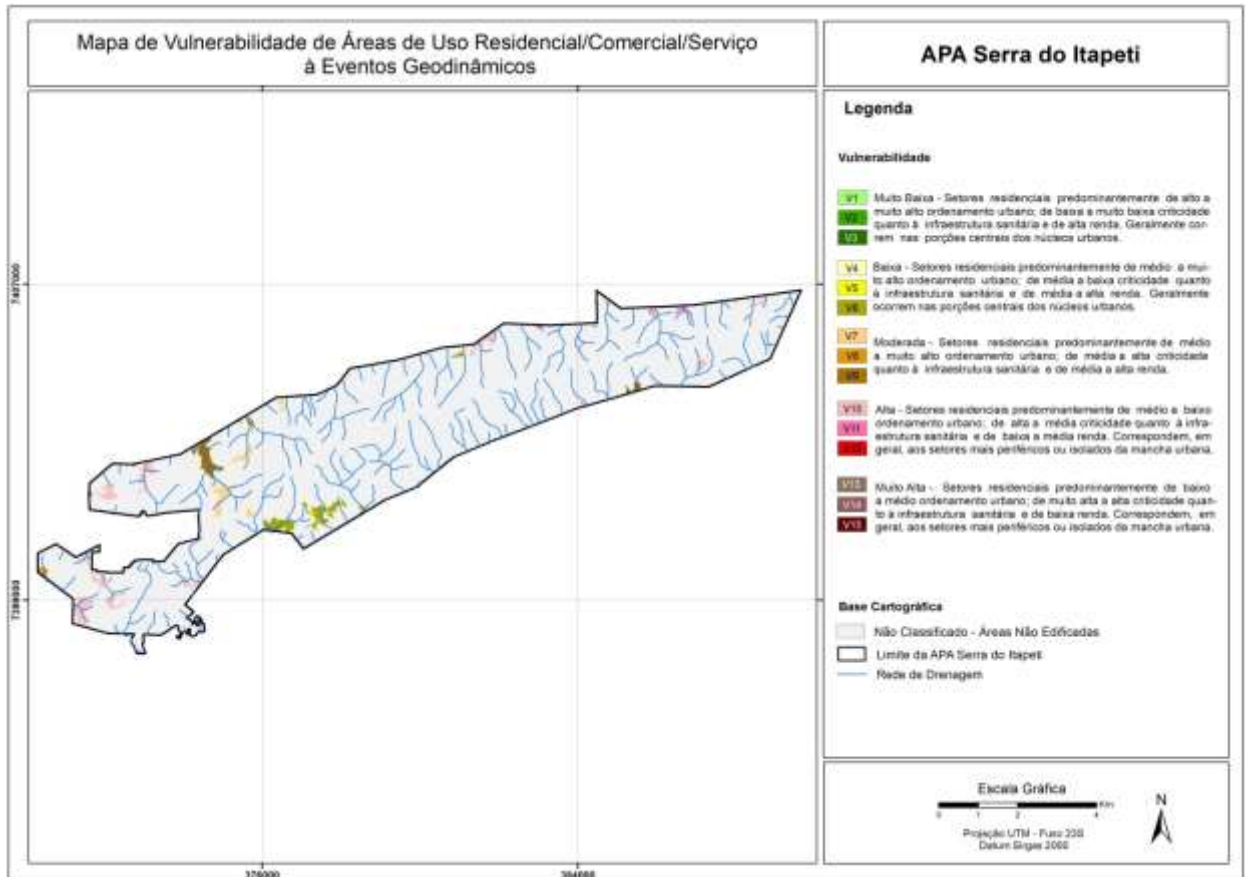 Mapa de Vulnerabilidade de Áreas de Uso Residencial/Comercial/Serviço
à Eventos Geodinâmicos
APA Serra do Itapeti
Legenda
Vulnerabilidade
V1
V2
V3
Muito Baixa - Setores residenciais predominantemente de alto a
muito alto ordenamento urbano; de baixa a muito baixa criticidade
quanto à infraestrutura sanitária e de alta renda. Geralmente cor-
rem nas porções centrais dos núcleos urbanos.
V4
V5
V6
Baixa - Setores residenciais predominantemente de médio a mui-
to alto ordenamento urbano; de média a baixa criticidade quanto
à infraestrutura sanitária e de média a alta renda. Geralmente
ocorrem nas porções centrais dos núcleos urbanos.
V7
V8
V9
Moderada - Setores residenciais predominantemente de médio
a muito alto ordenamento urbano; de média a alta criticidade
quanto à infraestrutura sanitária e de média a alta renda.
V10
V11
V12
Alta - Setores residenciais predominantemente de médio a baixo
ordenamento urbano; de alta a média criticidade quanto à infra-
estrutura sanitária e de baixa a média renda. Correspondem, em
geral, aos setores mais periféricos ou isolados da mancha urbana.
V13
V14
V15
Muito Alta - Setores residenciais predominantemente de baixo
a médio ordenamento urbano; de muito alta a alta criticidade quan-
to à infraestrutura sanitária e de baixa renda. Correspondem, em
geral, aos setores mais periféricos ou isolados da mancha urbana.
Base Cartográfica
Não Classificado - Áreas Não Edificadas
Limite da APA Serra do Itapeti
Rede de Drenagem
Escala Gráfica
0 1 2 4 Km
N
Projeção UTM - Fuso 23S
Datum Sirgas 2000
7407000
376000
384000